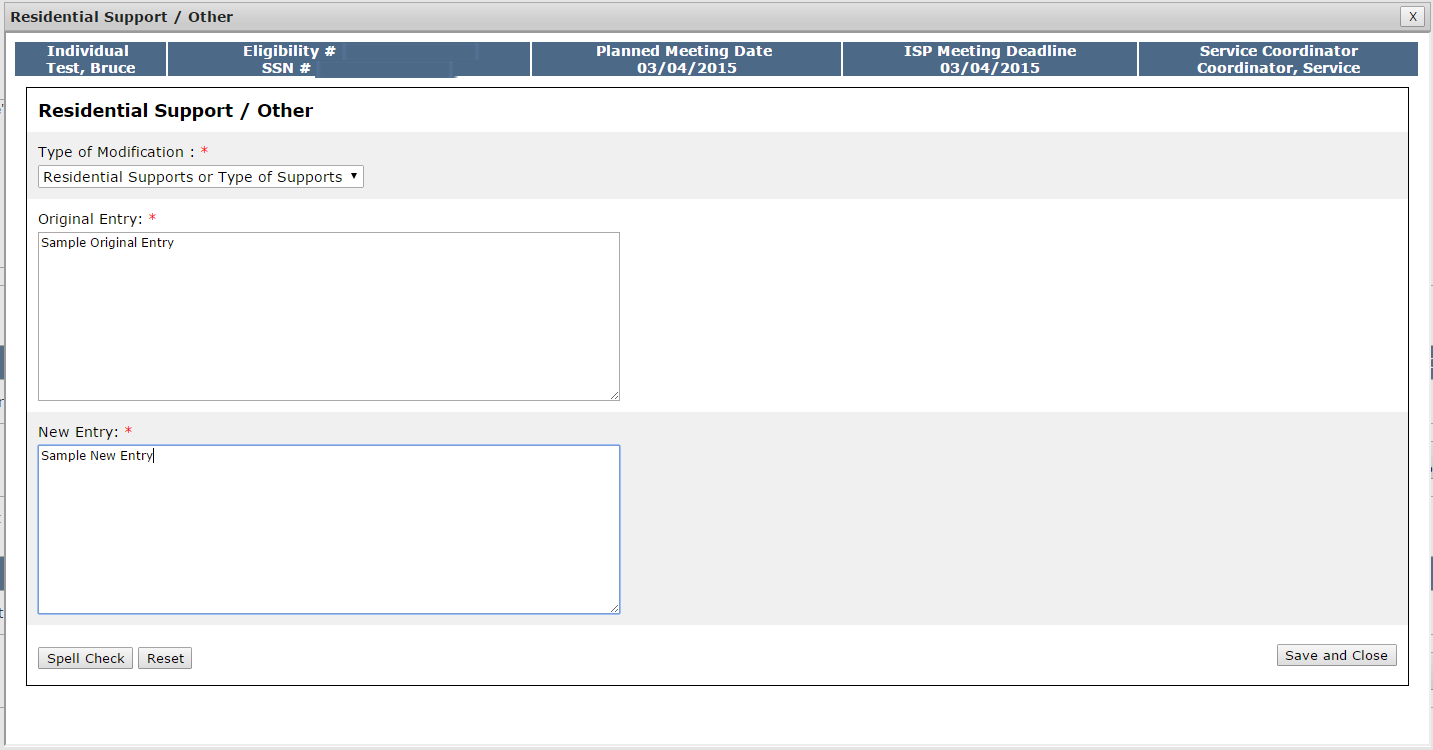 Residential Support / Other
X
Individual
Test, Bruce
Eligibility #
SSN #
Planned Meeting Date
03/04/2015
ISP Meeting Deadline
03/04/2015
Service Coordinator
Coordinator, Service
Residential Support / Other
Type of Modification : *
Residential Supports or Type of Supports
Original Entry: *
Sample Original Entry
New Entry: *
Sample New Entry
Spell Check
Reset
Save and Close